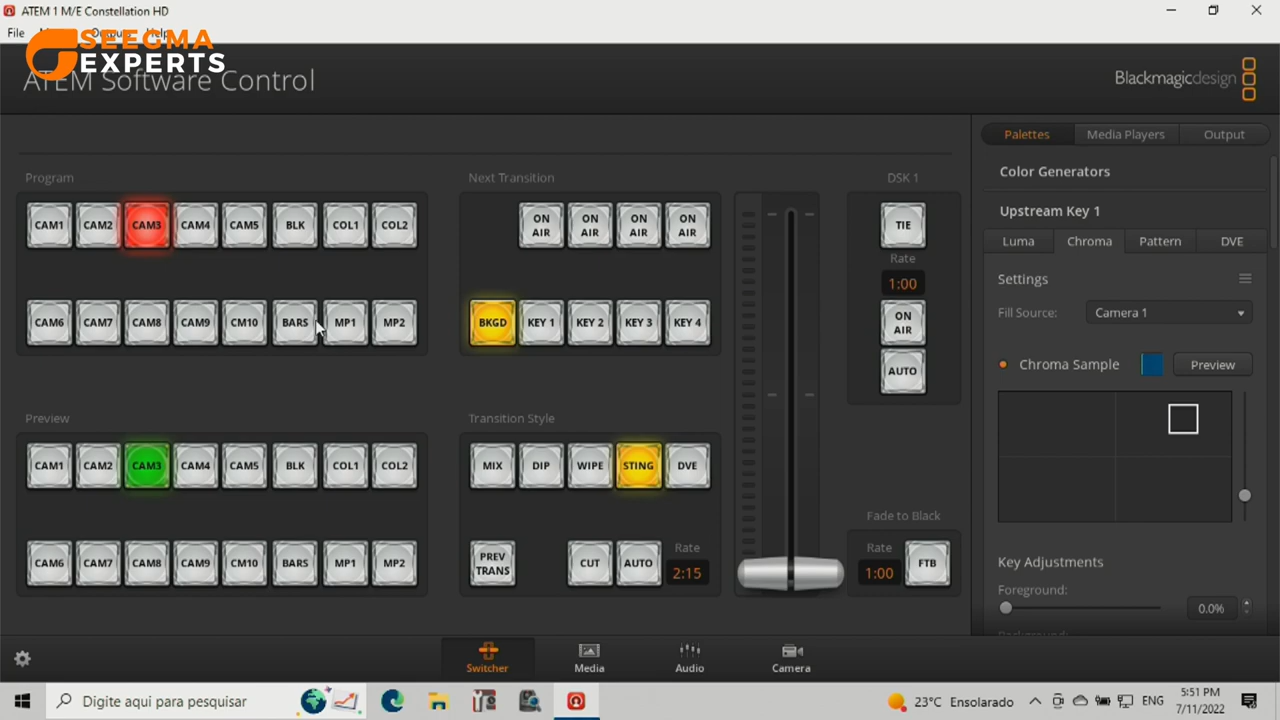 ATEM 1 M/E Constellation HD
File
Help
SEEGMA
EXPERTS
ATEM Software Control
Blackmagicdesign
Palettes
Media Players
Output
Program
Next Transition
DSK 1
Color Generators
Upstream Key 1
CAM1 CAM2 CAM3 CAM4 CAM5 BLK COL1 COL2
ON AIR
ON AIR
ON AIR
ON AIR
TIE
Luma Chroma Pattern DVE
Rate
1:00
Settings
Fill Source: Camera 1
CAM6 CAM7 CAM8 CAM9 CM10 BARS MP1 MP2
BKGD KEY 1 KEY 2 KEY 3 KEY 4
ON AIR
AUTO
Chroma Sample Preview
Preview
Transition Style
CAM1 CAM2 CAM3 CAM4 CAM5 BLK COL1 COL2
MIX DIP WIPE STING DVE
Fade to Black
CAM6 CAM7 CAM8 CAM9 CM10 BARS MP1 MP2
PREV TRANS
CUT AUTO
Rate
2:15
Rate
1:00
FTB
Key Adjustments
Foreground: 0.0%
Switcher Media Audio Camera
Digite aqui para pesquisar
23°C Ensolarado
ENG
5:51 PM
7/11/2022